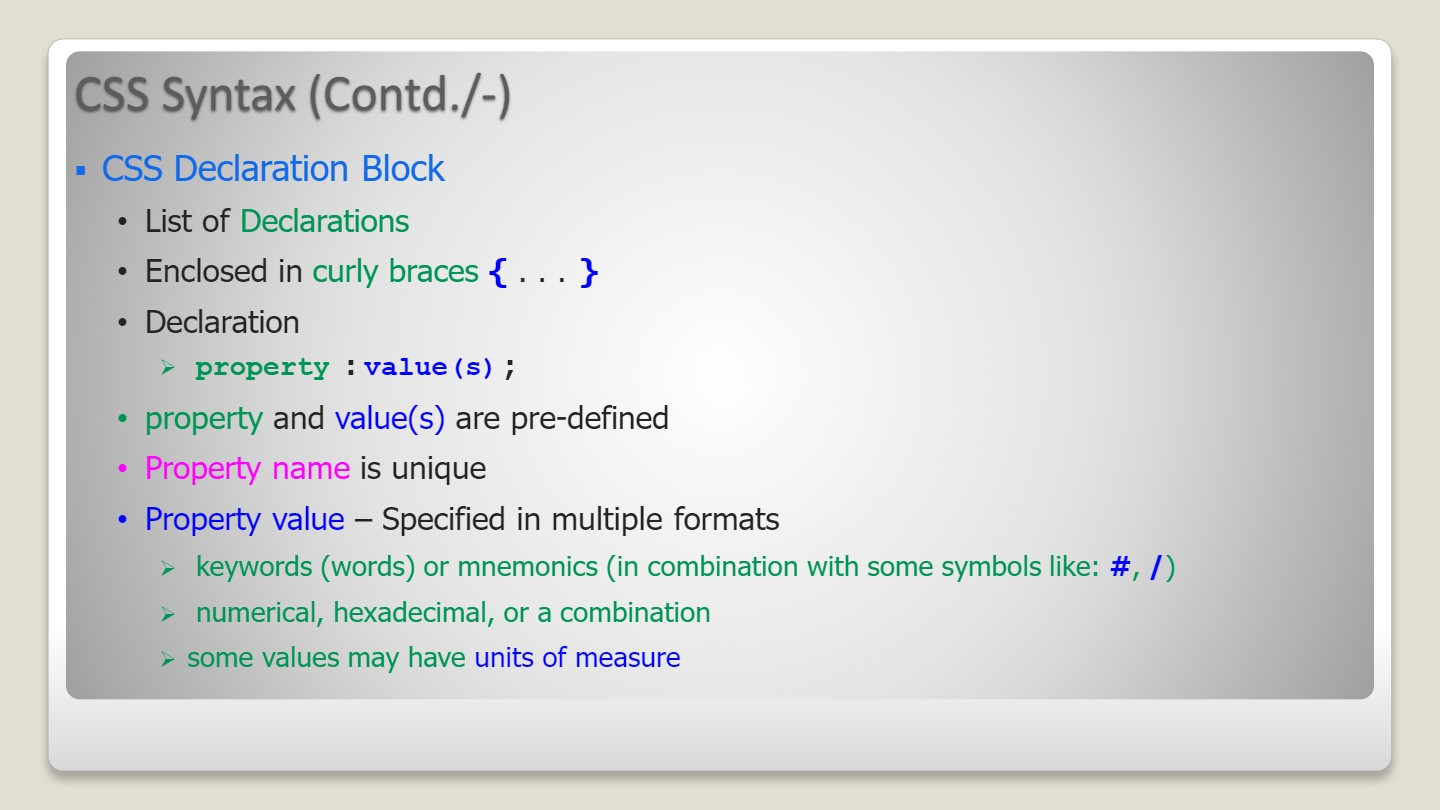 CSS Syntax (Contd./-)
▪ CSS Declaration Block
• List of Declarations
• Enclosed in curly braces { . . . }
• Declaration
➢ property : value(s) ;
• property and value(s) are pre-defined
• Property name is unique
• Property value – Specified in multiple formats
➢ keywords (words) or mnemonics (in combination with some symbols like: #, /)
➢ numerical, hexadecimal, or a combination
➢ some values may have units of measure